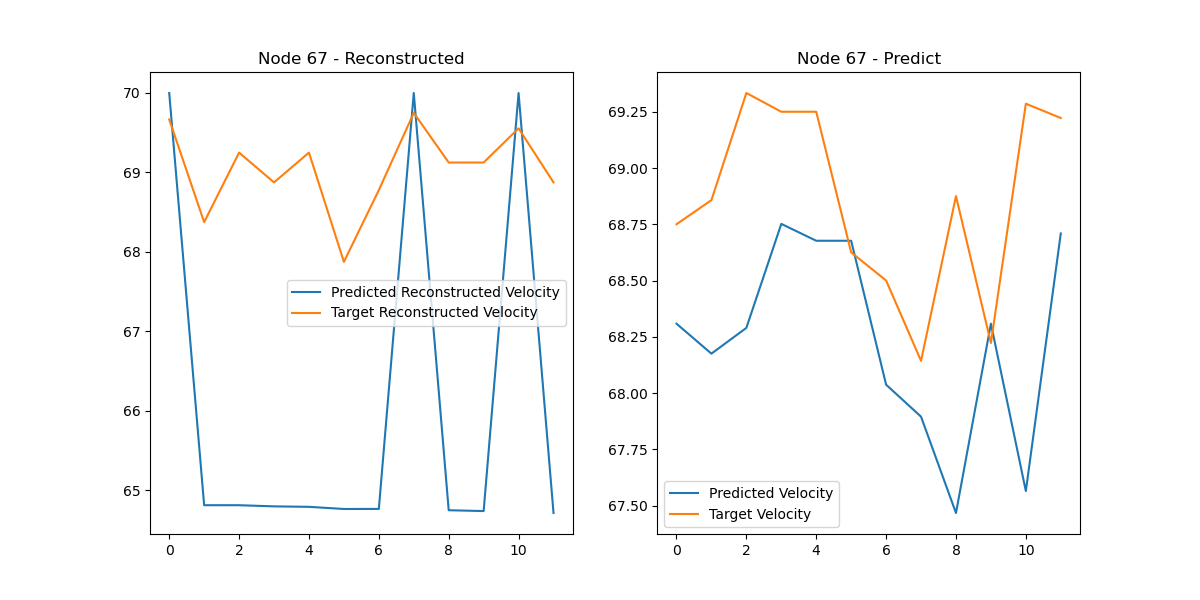 Node 67 - Reconstructed
70
69
68
67
66
65
0 2 4 6 8 10
Predicted Reconstructed Velocity
Target Reconstructed Velocity
Node 67 - Predict
69.25
69.00
68.75
68.50
68.25
68.00
67.75
67.50
0 2 4 6 8 10
Predicted Velocity
Target Velocity